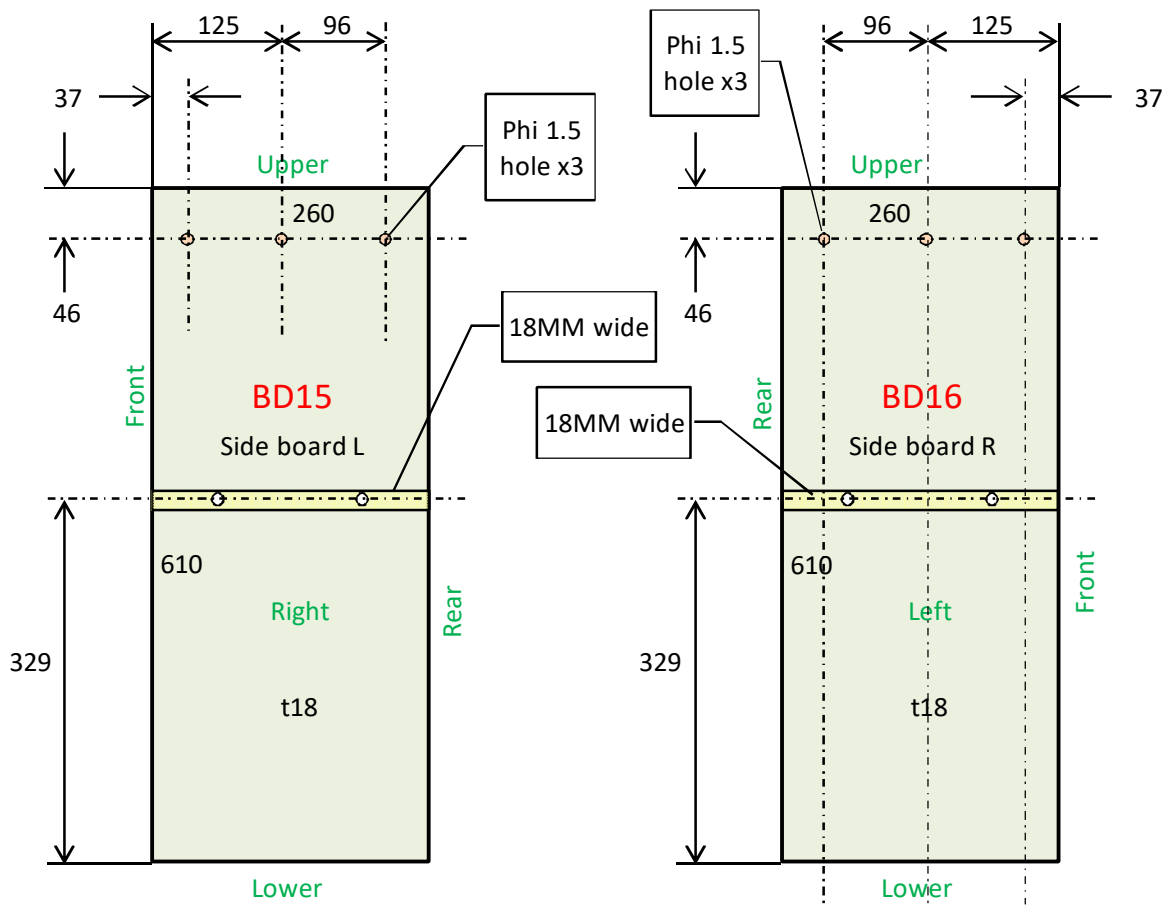 125
96
96
125
37
Phi 1.5
hole x3
37
Phi 1.5
hole x3
Upper
Upper
260
260
46
46
18MM wide
Front
BD15
Side board L
18MM wide
Rear
BD16
Side board R
610
610
Right
Rear
Left
Front
329
329
t18
t18
Lower
Lower